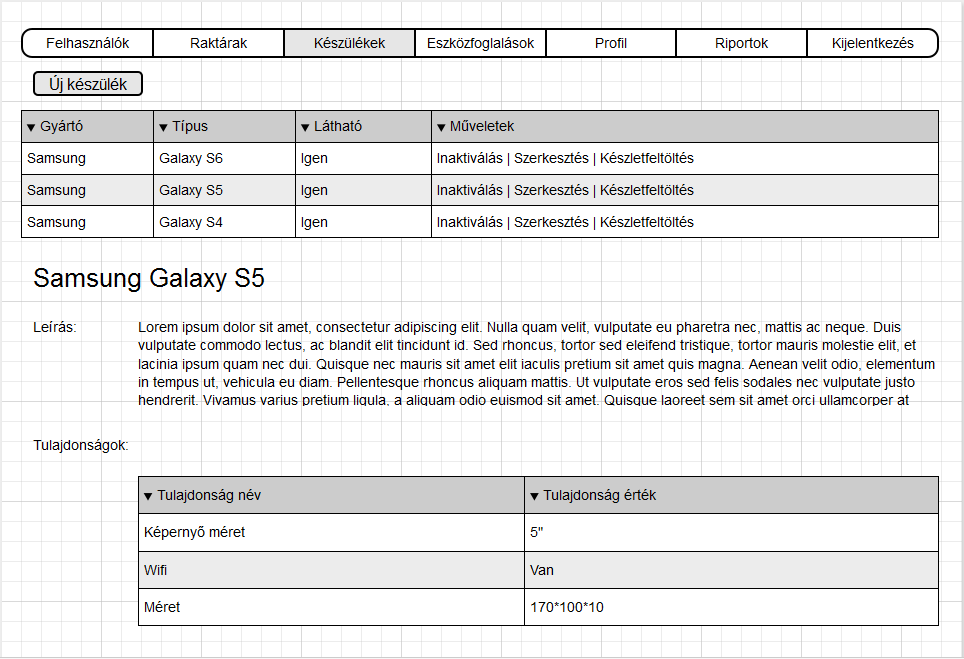 Felhasználók Raktárak Készülékek Eszközfoglalások Profil Riportok Kijelentkezés
Új készülék
▼ Gyártó ▼ Típus ▼ Látható ▼ Műveletek
Samsung Galaxy S6 Igen Inaktiválás | Szerkesztés | Készletfeltöltés
Samsung Galaxy S5 Igen Inaktiválás | Szerkesztés | Készletfeltöltés
Samsung Galaxy S4 Igen Inaktiválás | Szerkesztés | Készletfeltöltés
Samsung Galaxy S5
Leírás: Lorem ipsum dolor sit amet, consectetur adipiscing elit. Nulla quam velit, vulputate eu pharetra nec, mattis ac neque. Duis
vulputate commodo lectus, ac blandit elit tincidunt id. Sed rhoncus, tortor sed eleifend tristique, tortor mauris molestie elit, et
lacinia ipsum quam nec dui. Quisque nec mauris sit amet elit iaculis pretium sit amet quis magna. Aenean velit odio, elementum
in tempus ut, vehicula eu diam. Pellentesque rhoncus aliquam mattis. Ut vulputate eros sed felis sodales nec vulputate justo
hendrerit. Vivamus varius pretium ligula, a aliquam odio euismod sit amet. Quisque laoreet sem sit amet orci ullamcorper at
Tulajdonságok:
▼ Tulajdonság név ▼ Tulajdonság érték
Képernyő méret 5"
Wifi Van
Méret 170*100*10